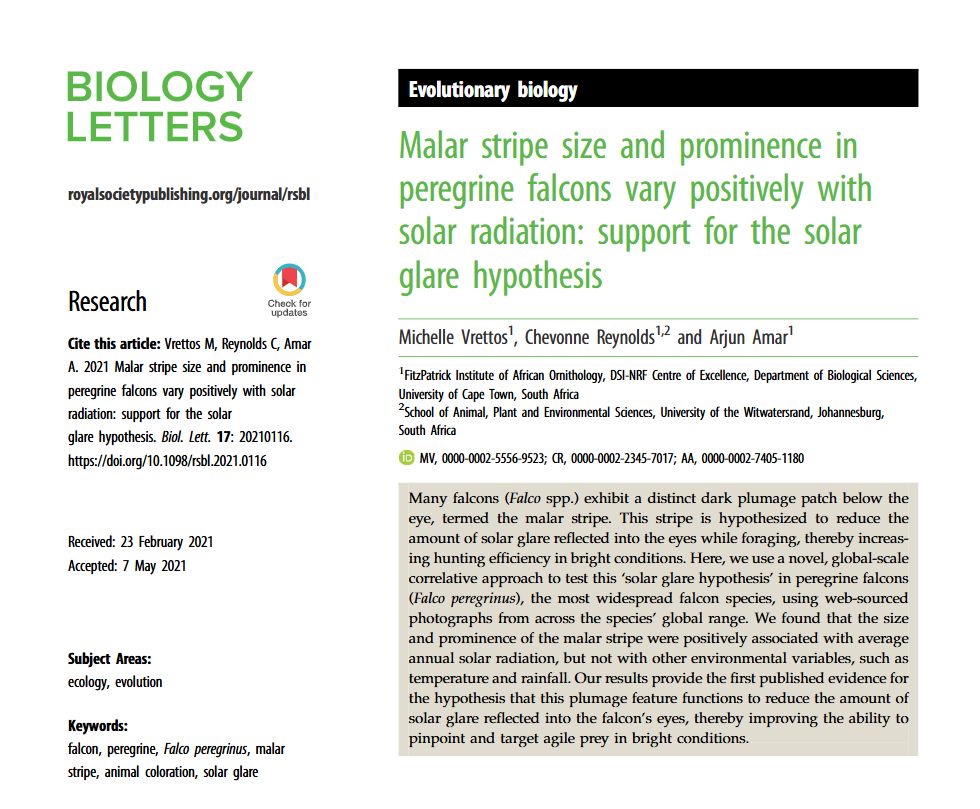 BIOLOGY
LETTERS
royalsocietypublishing.org/journal/rsbl
Research
Check for
updates
Cite this article: Vrettos M, Reynolds C, Amar
A. 2021 Malar stripe size and prominence in
peregrine falcons vary positively with solar
radiation: support for the solar
glare hypothesis. Biol. Lett. 17: 20210116.
https://doi.org/10.1098/rsbl.2021.0116
Received: 23 February 2021
Accepted: 7 May 2021
Subject Areas:
ecology, evolution
Keywords:
falcon, peregrine, Falco peregrinus, malar
stripe, animal coloration, solar glare
Evolutionary biology
Malar stripe size and prominence in
peregrine falcons vary positively with
solar radiation: support for the solar
glare hypothesis
Michelle Vrettos1, Chevonne Reynolds1,2 and Arjun Amar1
1FitzPatrick Institute of African Ornithology, DSI-NRF Centre of Excellence, Department of Biological Sciences,
University of Cape Town, South Africa
2School of Animal, Plant and Environmental Sciences, University of the Witwatersrand, Johannesburg,
South Africa
iD MV, 0000-0002-5556-9523; CR, 0000-0002-2345-7017; AA, 0000-0002-7405-1180
Many falcons (Falco spp.) exhibit a distinct dark plumage patch below the
eye, termed the malar stripe. This stripe is hypothesized to reduce the
amount of solar glare reflected into the eyes while foraging, thereby increas-
ing hunting efficiency in bright conditions. Here, we use a novel, global-scale
correlative approach to test this ‘solar glare hypothesis’ in peregrine falcons
(Falco peregrinus), the most widespread falcon species, using web-sourced
photographs from across the species’ global range. We found that the size
and prominence of the malar stripe were positively associated with average
annual solar radiation, but not with other environmental variables, such as
temperature and rainfall. Our results provide the first published evidence for
the hypothesis that this plumage feature functions to reduce the amount of
solar glare reflected into the falcon’s eyes, thereby improving the ability to
pinpoint and target agile prey in bright conditions.